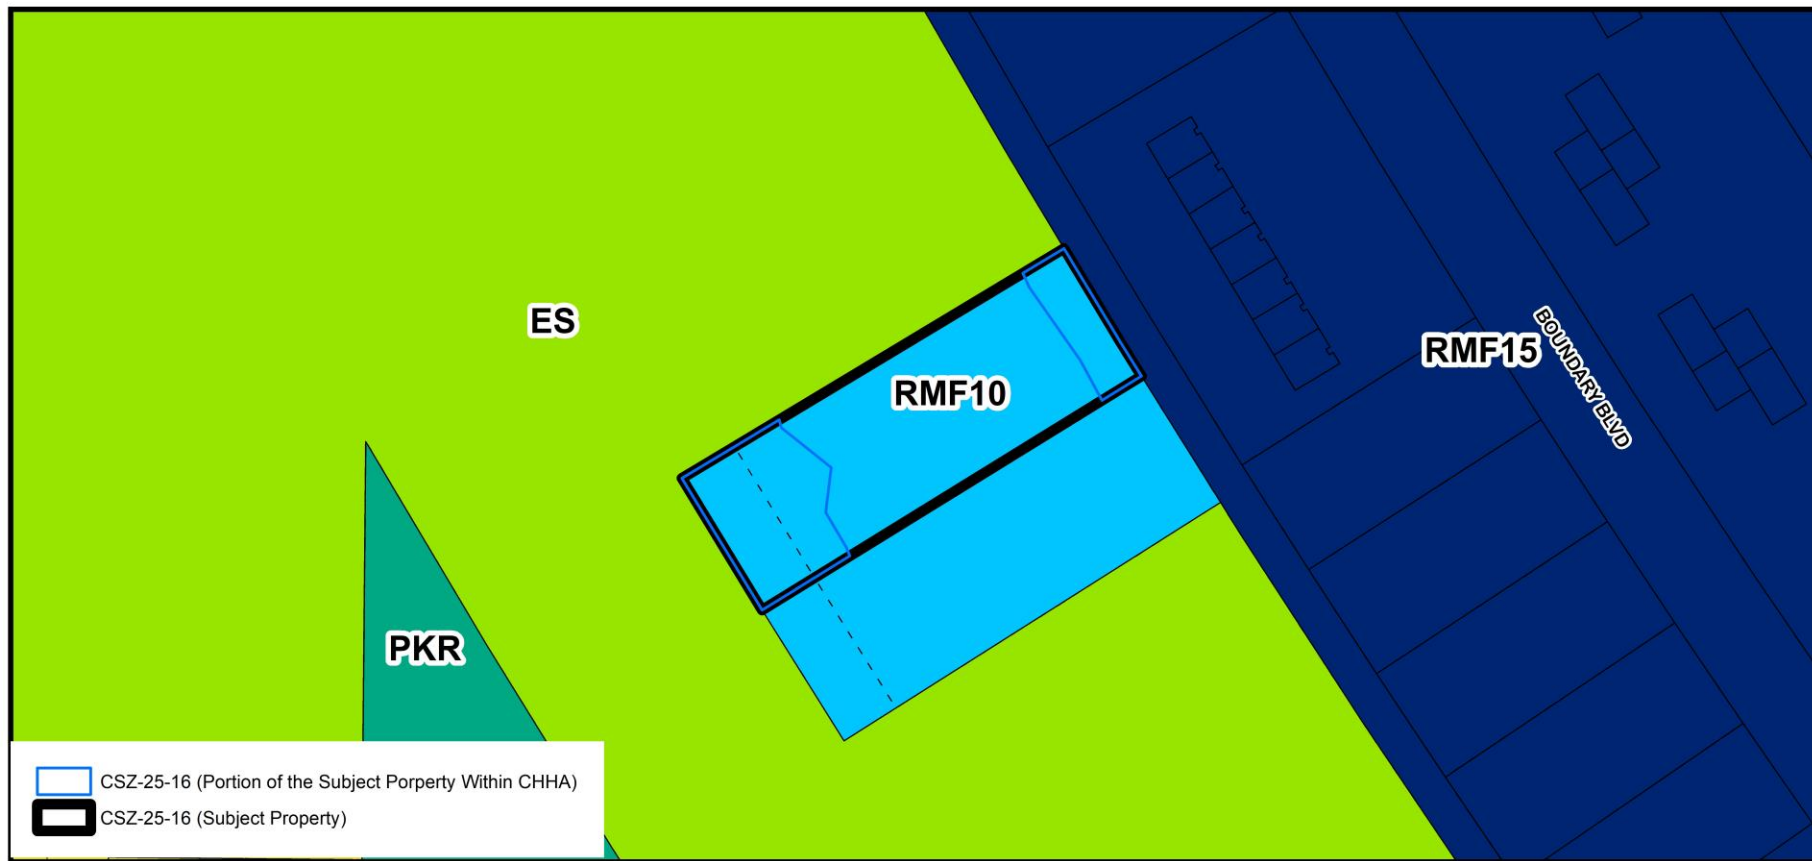 ES
RMF10
RMF15
BOUNDARY BLVD
PKR
CSZ-25-16 (Portion of the Subject Porperty Within CHHA)
CSZ-25-16 (Subject Property)